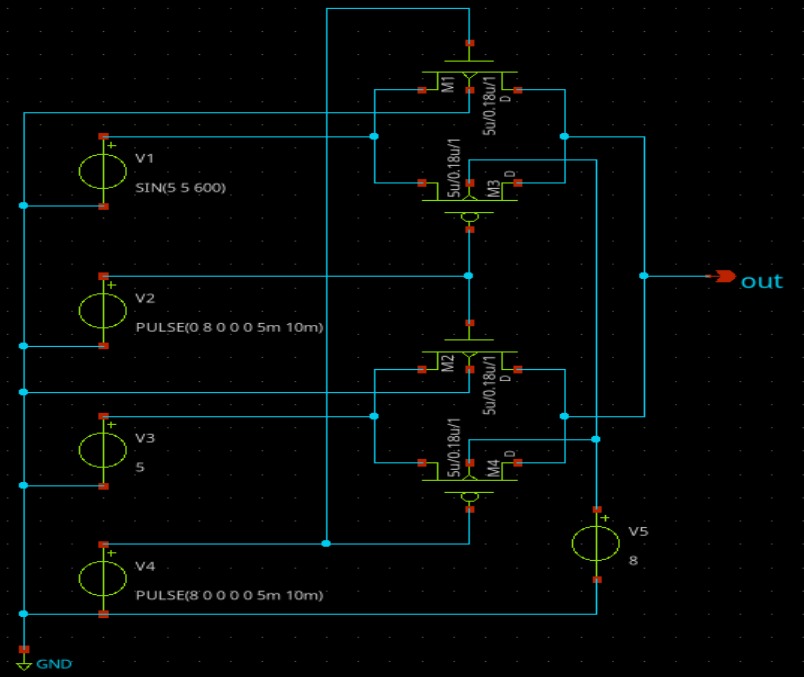 M1
5u/0.18u/1
D
V1
SIN(5 5 600)
5u/0.18u/1
M3
D
V2
PULSE(0 8 0 0 0 5m 10m)
out
M2
5u/0.18u/1
D
V3
5
5u/0.18u/1
M4
D
V5
8
V4
PULSE(8 0 0 0 0 5m 10m)
GND